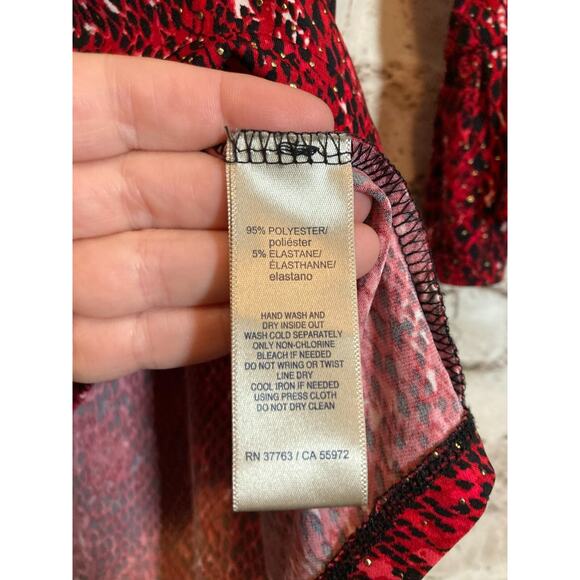 95% POLYESTER/
poliéster
5% ELASTANE/
ÉLASTHANNE/
elastano
HAND WASH AND
DRY INSIDE OUT
WASH COLD SEPARATELY
ONLY NON-CHLORINE
BLEACH IF NEEDED
DO NOT WRING OR TWIST
LINE DRY
COOL IRON IF NEEDED
USING PRESS CLOTH
DO NOT DRY CLEAN
RN 37763 / CA 55972